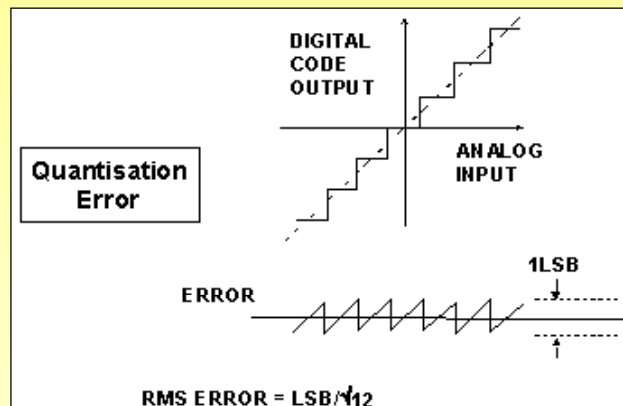 DIGITAL
CODE
OUTPUT
ANALOG
INPUT
Quantisation
Error
1LSB
ERROR
RMS ERROR = LSB/√12